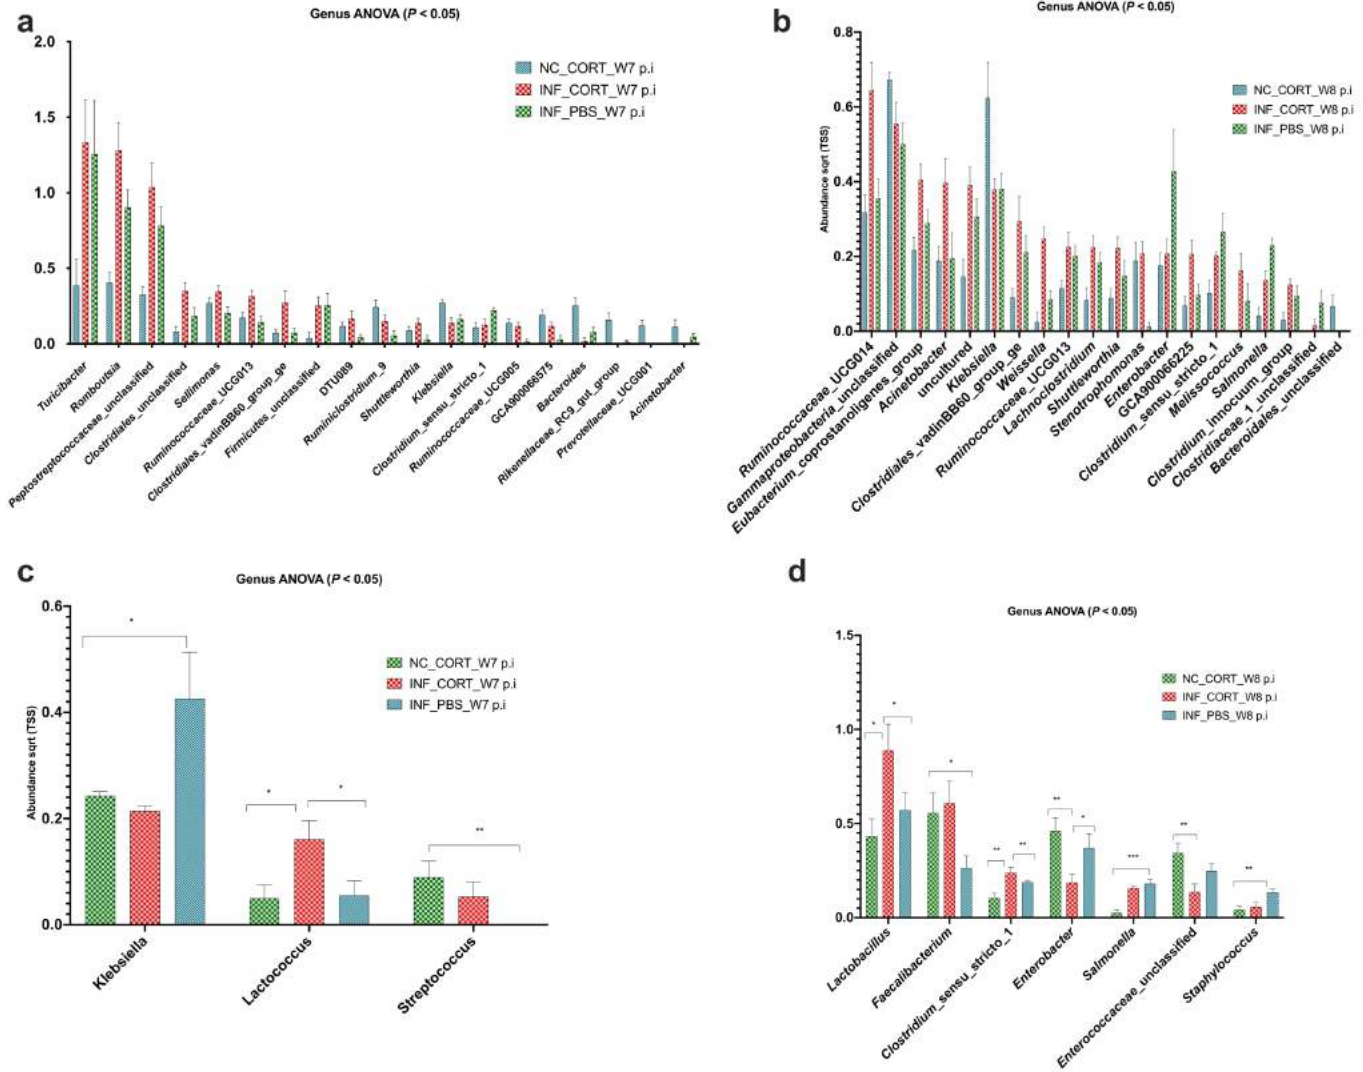 a
Genus ANOVA (P < 0.05)
2.0
1.5
1.0
0.5
0.0
NC_CORT_W7 p.i
INF_CORT_W7 p.i
INF_PBS_W7 p.i
Turicibacter
Romboutsia
Peptostreptococcaceae_unclassified
Clostridiales_unclassified
Sellimonas
Ruminococcaceae_UCG013
Clostridiales_vadinBB60_group_ge
Firmicutes_unclassified
DTU089
Ruminiclostridium_9
Shuttleworthia
Klebsiella
Clostridium_sensu_stricto_1
Ruminococcaceae_UCG005
GCA900066575
Bacteroides
Rikenellaceae_RC9_gut_group
Prevotellaceae_UCG001
Acinetobacter
b
Genus ANOVA (P < 0.05)
Abundance sqrt (TSS)
0.8
0.6
0.4
0.2
0.0
NC_CORT_W8 p.i
INF_CORT_W8 p.i
INF_PBS_W8 p.i
Ruminococcaceae_UCG014
Gammaproteobacteria_unclassified
Eubacterium_coprostanoligenes_group
Acinetobacter
uncultured
Klebsiella
Clostridiales_vadinBB60_group_ge
Weissella
Ruminococcaceae_UCG013
Lachnoclostridium
Shuttleworthia
Stenotrophomonas
Enterobacter
GCA900066225
Clostridium_sensu_stricto_1
Melissococcus
Salmonella
Clostridium_innocuum_group
Clostridiaceae_1_unclassified
Bacteroidales_unclassified
c
Genus ANOVA (P < 0.05)
Abundance sqrt (TSS)
0.6
0.4
0.2
0.0
*
*
*
**
NC_CORT_W7 p.i
INF_CORT_W7 p.i
INF_PBS_W7 p.i
Klebsiella
Lactococcus
Streptococcus
d
Genus ANOVA (P < 0.05)
1.5
1.0
0.5
0.0
*
*
*
**
**
**
*
***
**
**
NC_CORT_W8 p.i
INF_CORT_W8 p.i
INF_PBS_W8 p.i
Lactobacillus
Faecalibacterium
Clostridium_sensu_stricto_1
Enterobacter
Salmonella
Enterococcaceae_unclassified
Staphylococcus